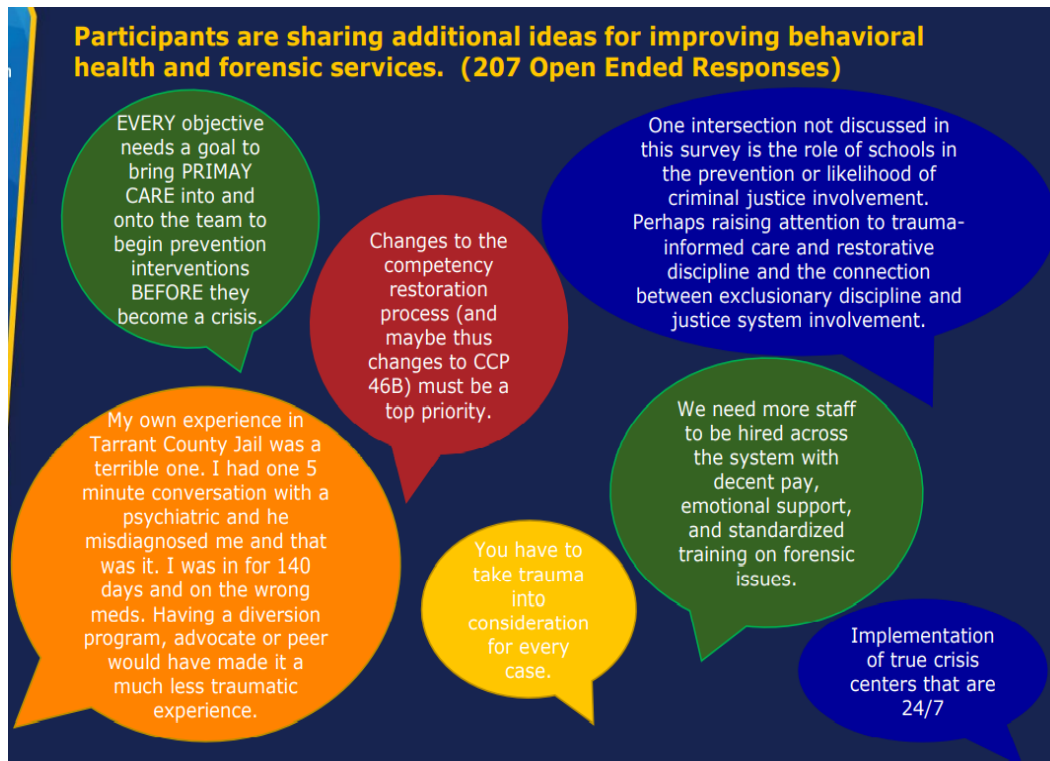 Participants are sharing additional ideas for improving behavioral
health and forensic services.  (207 Open Ended Responses)
EVERY objective
needs a goal to
bring PRIMAY
CARE into and
onto the team to
begin prevention
interventions
BEFORE they
become a crisis.
Changes to the
competency
restoration
process (and
maybe thus
changes to CCP
46B) must be a
top priority.
One intersection not discussed in
this survey is the role of schools in
the prevention or likelihood of
criminal justice involvement.
Perhaps raising attention to trauma-
informed care and restorative
discipline and the connection
between exclusionary discipline and
justice system involvement.
My own experience in
Tarrant County Jail was a
terrible one. I had one 5
minute conversation with a
psychiatric and he
misdiagnosed me and that
was it. I was in for 140
days and on the wrong
meds. Having a diversion
program, advocate or peer
would have made it a
much less traumatic
experience.
You have to
take trauma
into
consideration
for every
case.
We need more staff
to be hired across
the system with
decent pay,
emotional support,
and standardized
training on forensic
issues.
Implementation
of true crisis
centers that are
24/7